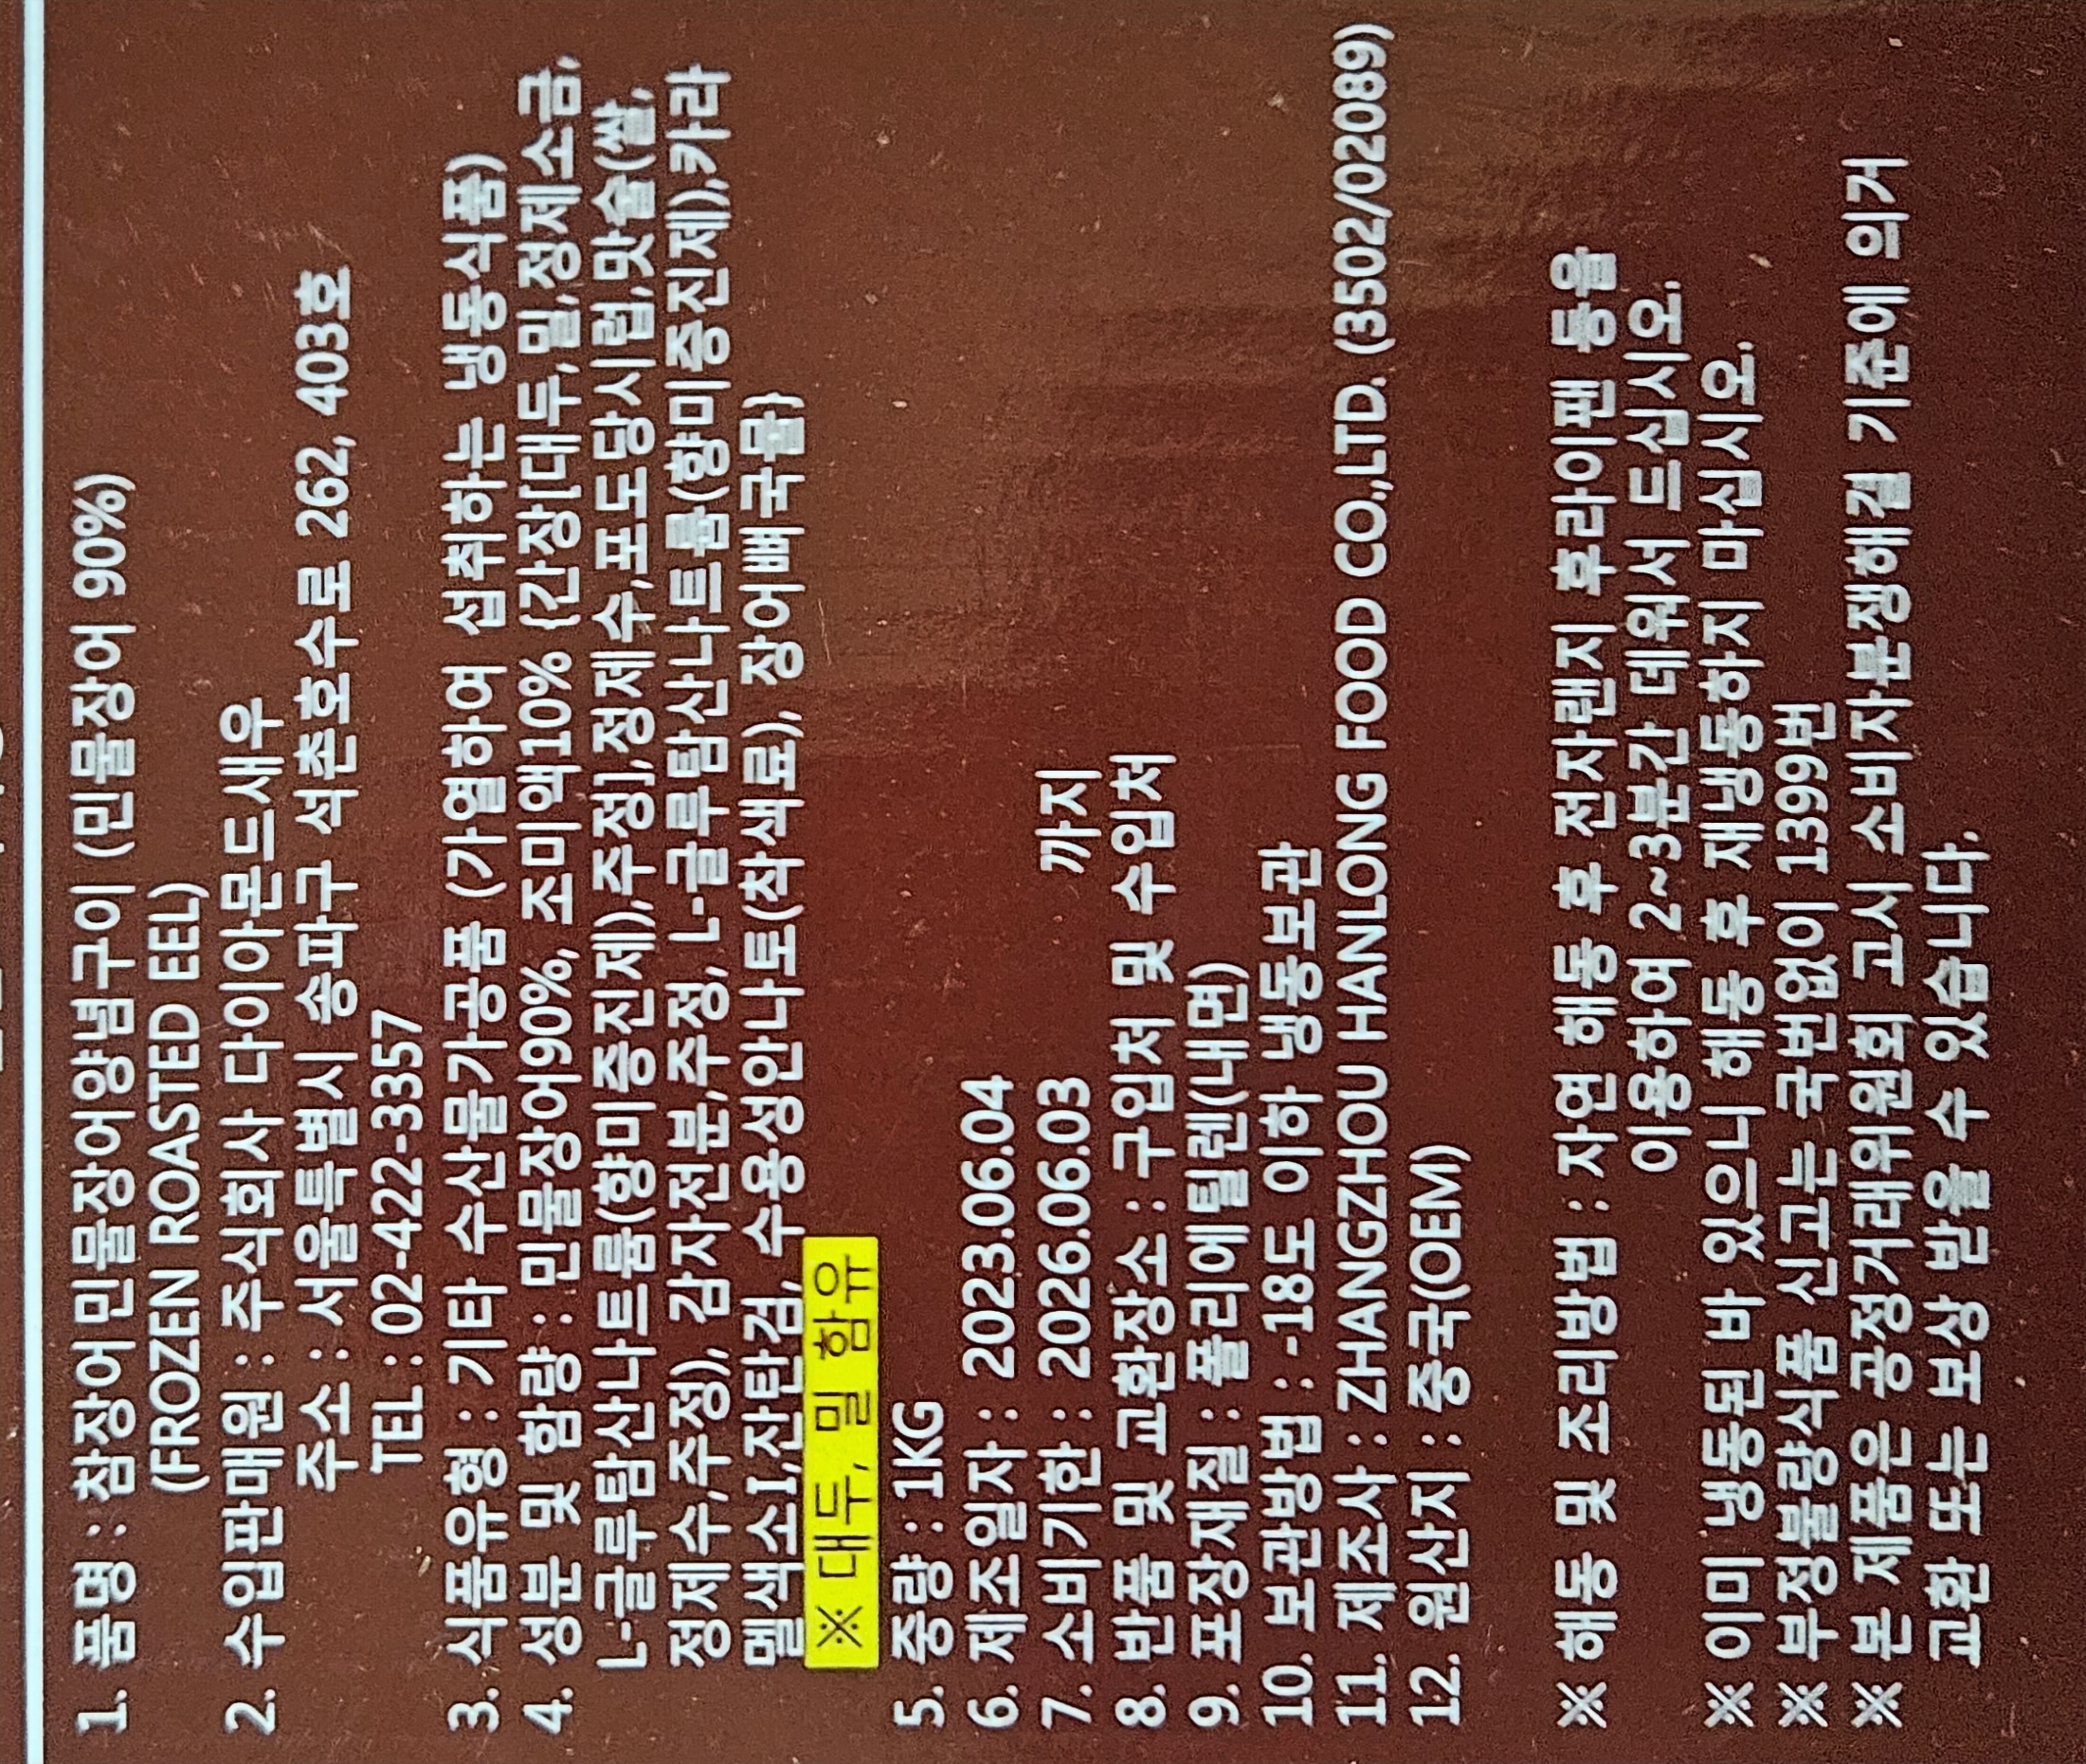 1. 품명 : 참장어민물장어양념구이 (민물장어 90%)
(FROZEN ROASTED EEL)
2. 수입판매원 : 주식회사 다이아몬드새우
주소 : 서울특별시 송파구 석촌호수로 262, 403호
TEL : 02-422-3357
3. 식품유형 : 기타 수산물가공품 (가열하여 섭취하는 냉동식품)
4. 성분 및 함량 : 민물장어90%, 조미액10% {간장[대두,밀,정제소금,
L-글루탐산나트륨(향미증진제),주정],정제수,포도당시럽,맛술(쌀,
정제수,주정), 감자전분,주정, L-글루탐산나트륨(향미증진제),카라
멜색소I,잔탄검, 수용성안나토(착색료), 장어뼈국물}
※ 대두, 밀 함유
5. 중량 : 1KG
6. 제조일자 : 2023.06.04
7. 소비기한 : 2026.06.03 까지
8. 반품 및 교환장소 : 구입처 및 수입처
9. 포장재질 : 폴리에틸렌(내면)
10. 보관방법 : -18도 이하 냉동보관
11. 제조사 : ZHANGZHOU HANLONG FOOD CO.,LTD. (3502/02089)
12. 원산지 : 중국(OEM)
※ 해동 및 조리방법 : 자연 해동 후 전자랜지 후라이팬 등을
이용하여 2~3분간 데워서 드십시오.
※ 이미 냉동된 바 있으니 해동 후 재냉동하지 마십시오.
※ 부정불량식품 신고는 국번없이 1399번
※ 본 제품은 공정거래위원회 고시 소비자분쟁해결 기준에 의거
교환 또는 보상 받을 수 있습니다.